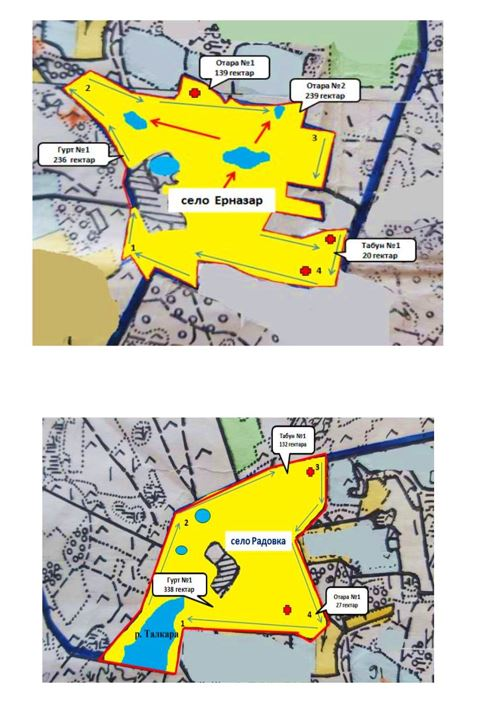 Отара №1
139 гектар
Отара №2
239 гектар
2
3
Гурт №1
236 гектар
село Ерназар
1
Табун №1
20 гектар
4
Табун №1
132 гектара
3
2
село Радовка
Гурт №1
338 гектар
Отара №1
27 гектар
4
1
р. Талкара